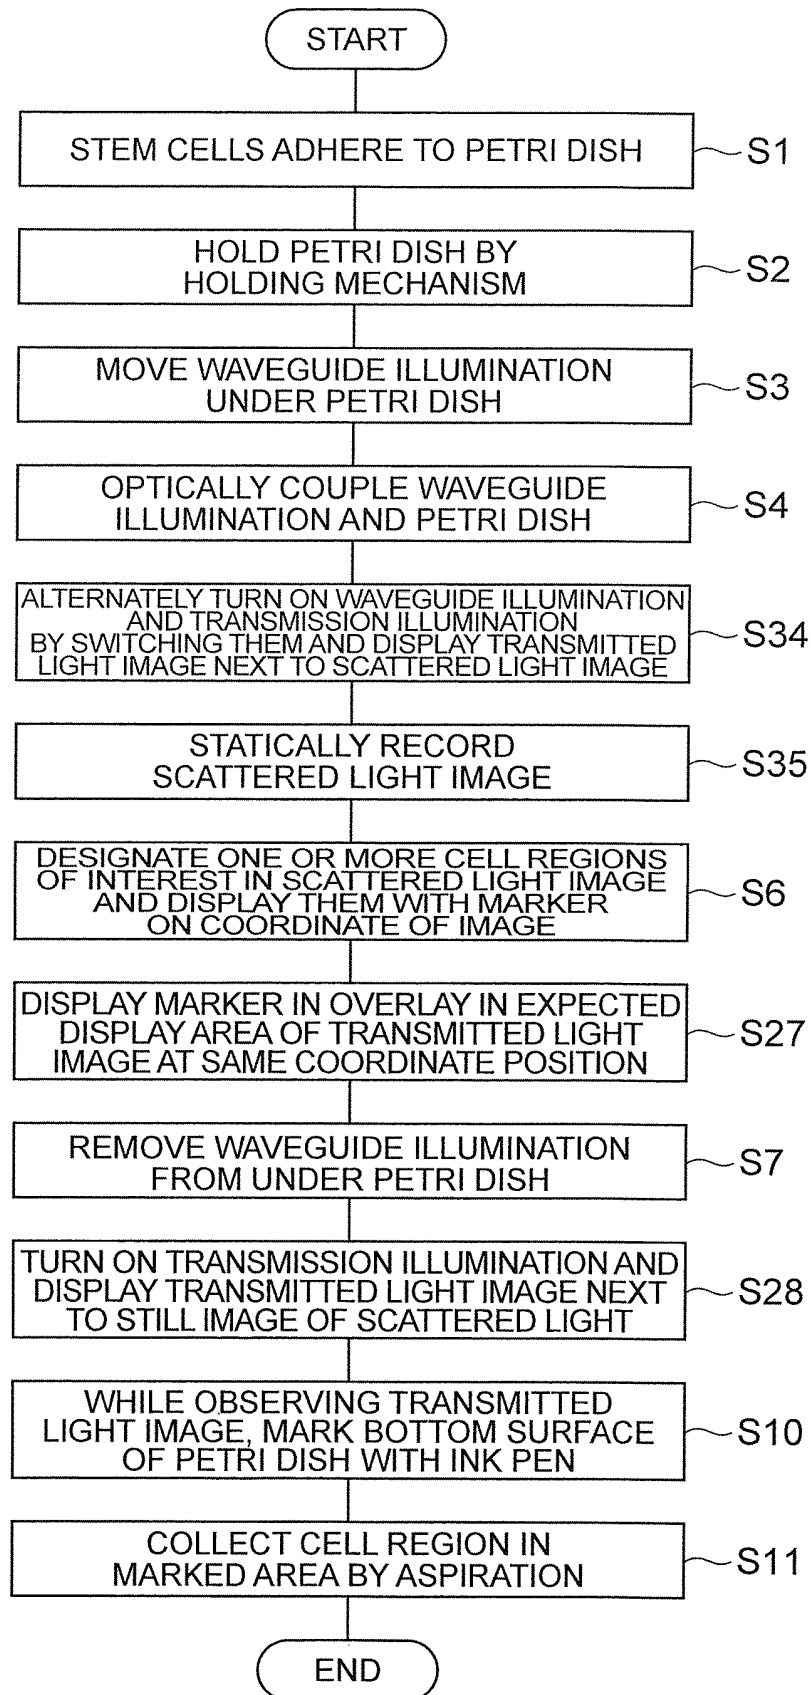 START
STEM CELLS ADHERE TO PETRI DISH
S1
HOLD PETRI DISH BY
HOLDING MECHANISM
S2
MOVE WAVEGUIDE ILLUMINATION
UNDER PETRI DISH
S3
OPTICALLY COUPLE WAVEGUIDE
ILLUMINATION AND PETRI DISH
S4
ALTERNATELY TURN ON WAVEGUIDE ILLUMINATION
AND TRANSMISSION ILLUMINATION
BY SWITCHING THEM AND DISPLAY TRANSMITTED
LIGHT IMAGE NEXT TO SCATTERED LIGHT IMAGE
S34
STATICALLY RECORD
SCATTERED LIGHT IMAGE
S35
DESIGNATE ONE OR MORE CELL REGIONS
OF INTEREST IN SCATTERED LIGHT IMAGE
AND DISPLAY THEM WITH MARKER
ON COORDINATE OF IMAGE
S6
DISPLAY MARKER IN OVERLAY IN EXPECTED
DISPLAY AREA OF TRANSMITTED LIGHT
IMAGE AT SAME COORDINATE POSITION
S27
REMOVE WAVEGUIDE ILLUMINATION
FROM UNDER PETRI DISH
S7
TURN ON TRANSMISSION ILLUMINATION AND
DISPLAY TRANSMITTED LIGHT IMAGE NEXT
TO STILL IMAGE OF SCATTERED LIGHT
S28
WHILE OBSERVING TRANSMITTED
LIGHT IMAGE, MARK BOTTOM SURFACE
OF PETRI DISH WITH INK PEN
S10
COLLECT CELL REGION IN
MARKED AREA BY ASPIRATION
S11
END